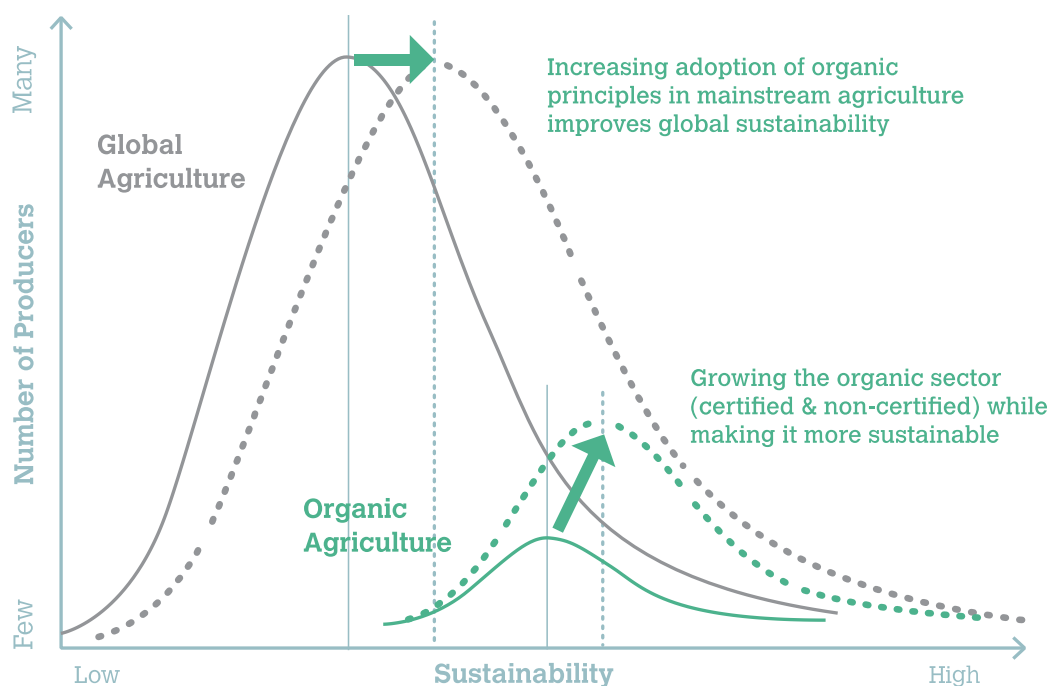 Many
Number of Producers
Few
Global
Agriculture
Increasing adoption of organic
principles in mainstream agriculture
improves global sustainability
Growing the organic sector
(certified & non-certified) while
making it more sustainable
Organic
Agriculture
Low
Sustainability
High